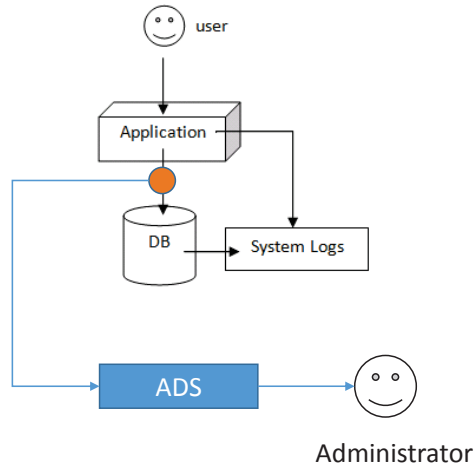 user
Application
DB
System Logs
ADS
Administrator